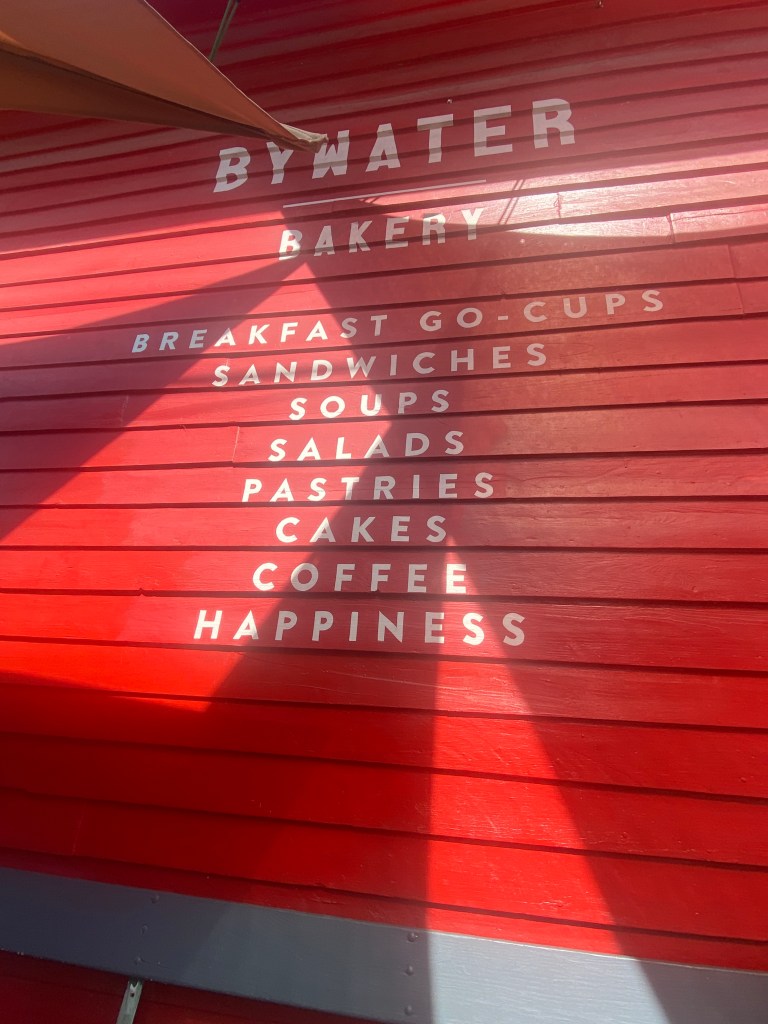 BYWATER
BAKERY
BREAKFAST GO-CUPS
SANDWICHES
SOUPS
SALADS
PASTRIES
CAKES
COFFEE
HAPPINESS